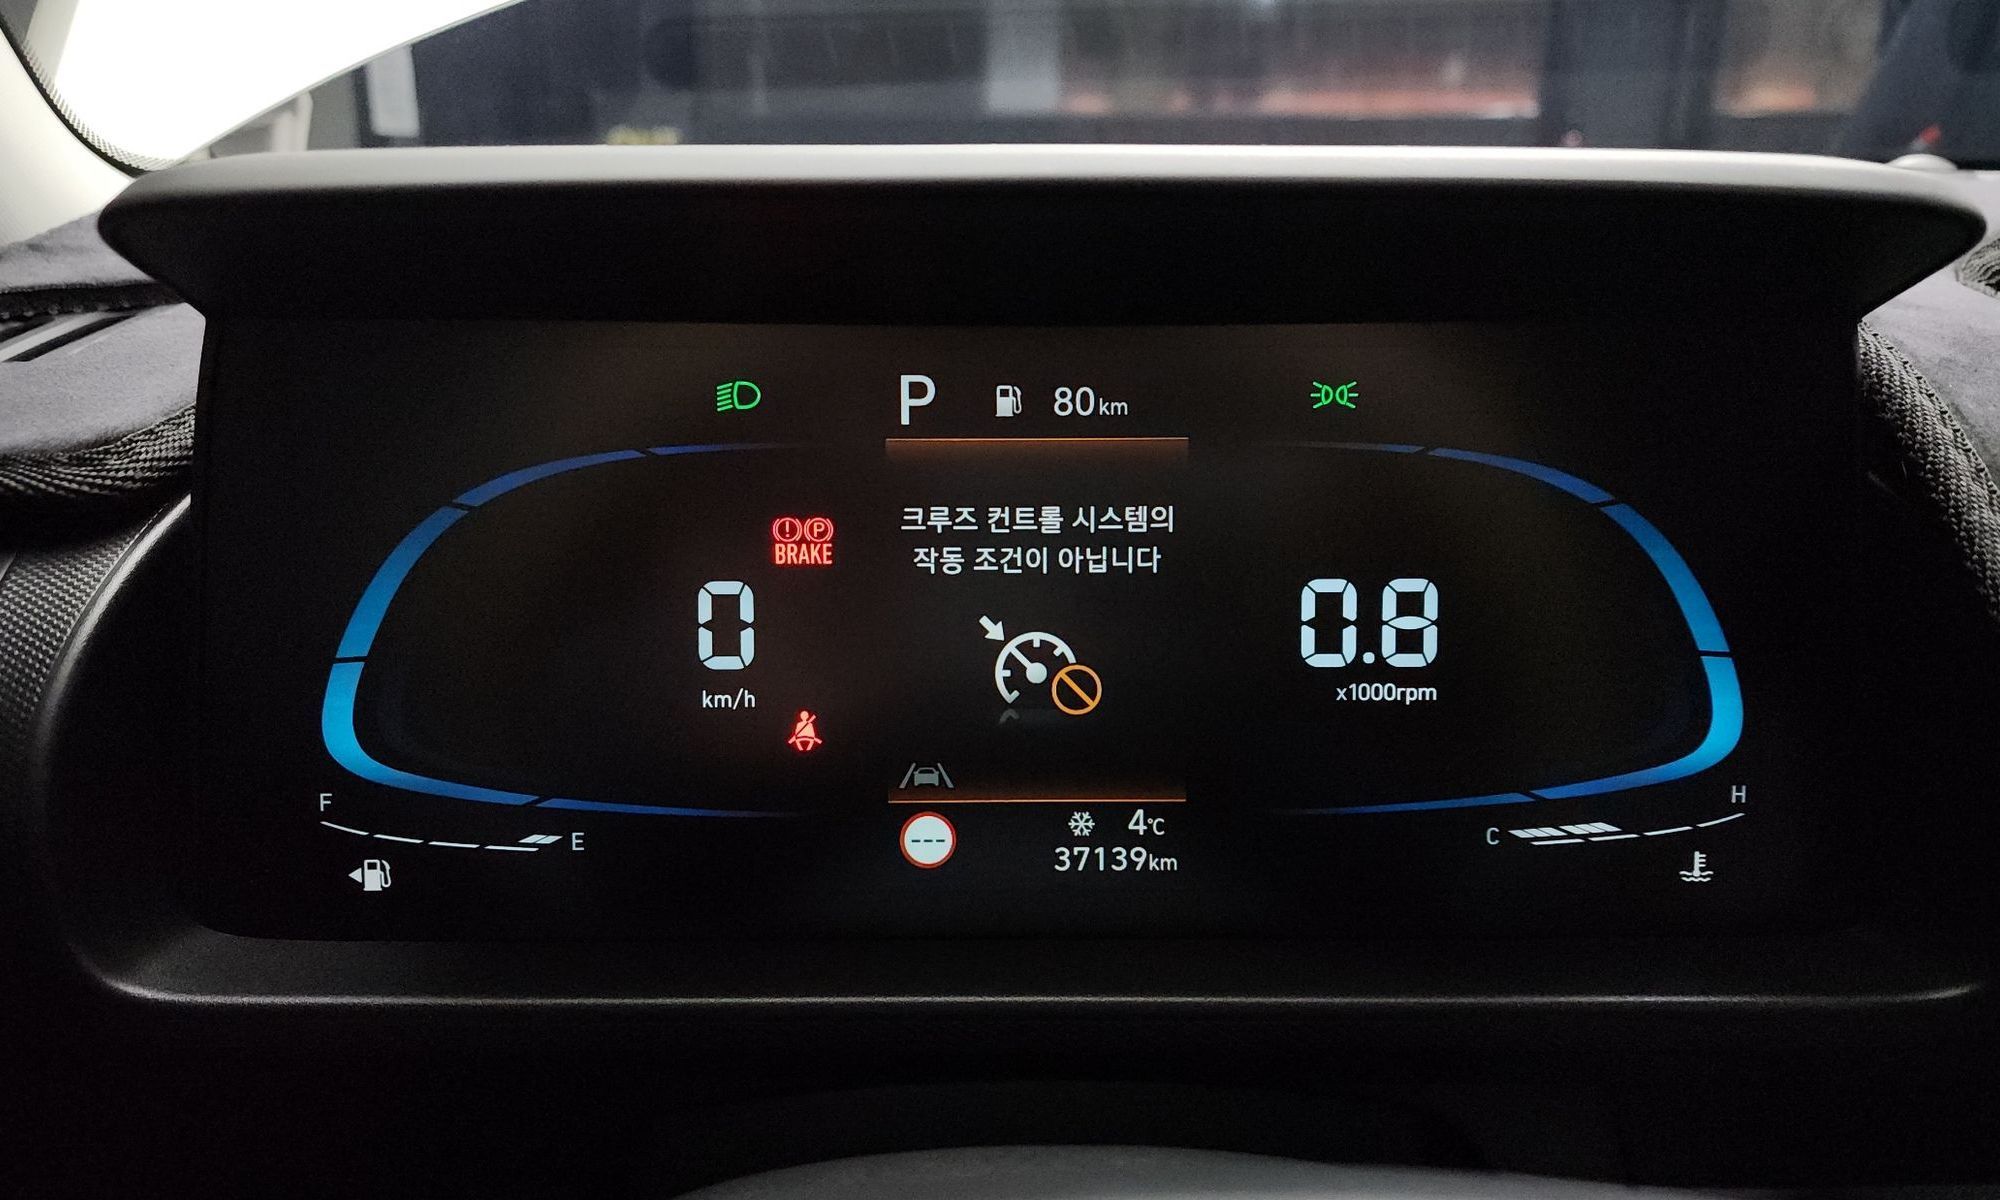 P 80km
크루즈 컨트롤 시스템의
작동 조건이 아닙니다
BRAKE
0
km/h
0.8
x1000rpm
F
E
C
H
---
4°C
37139km